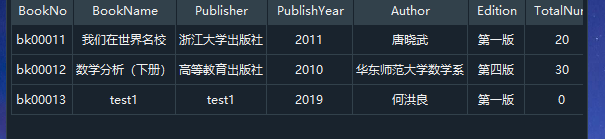 BookNo BookName Publisher PublishYear Author Edition TotalNur
bk00011 我们在世界名校 浙江大学出版社 2011 唐晓武 第一版 20
bk00012 数学分析（下册） 高等教育出版社 2010 华东师范大学数学系 第四版 30
bk00013 test1 test1 2019 何洪良 第一版 0